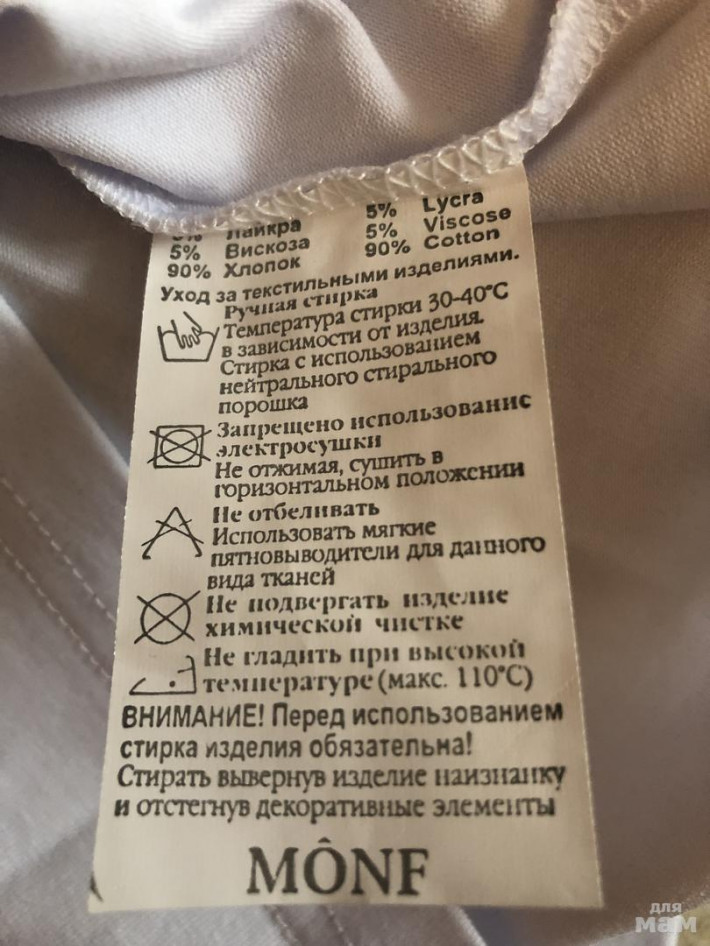 5% Лайкра 5% Lycra
5% Вискоза 5% Viscose
90% Хлопок 90% Cotton
Уход за текстильными изделиями.
Ручная стирка
Температура стирки 30-40°С
в зависимости от изделия.
Стирка с использованием
нейтрального стирального
порошка
Запрещено использование
электросушки
Не отжимая, сушить в
горизонтальном положении
Не отбеливать
Использовать мягкие
пятновыводители для данного
вида тканей
Не подвергать изделие
химической чистке
Не гладить при высокой
температуре (макс. 110°С)
ВНИМАНИЕ! Перед использованием
стирка изделия обязательна!
Стирать вывернув изделие наизнанку
и отстегнув декоративные элементы
MÔNF
для
мам